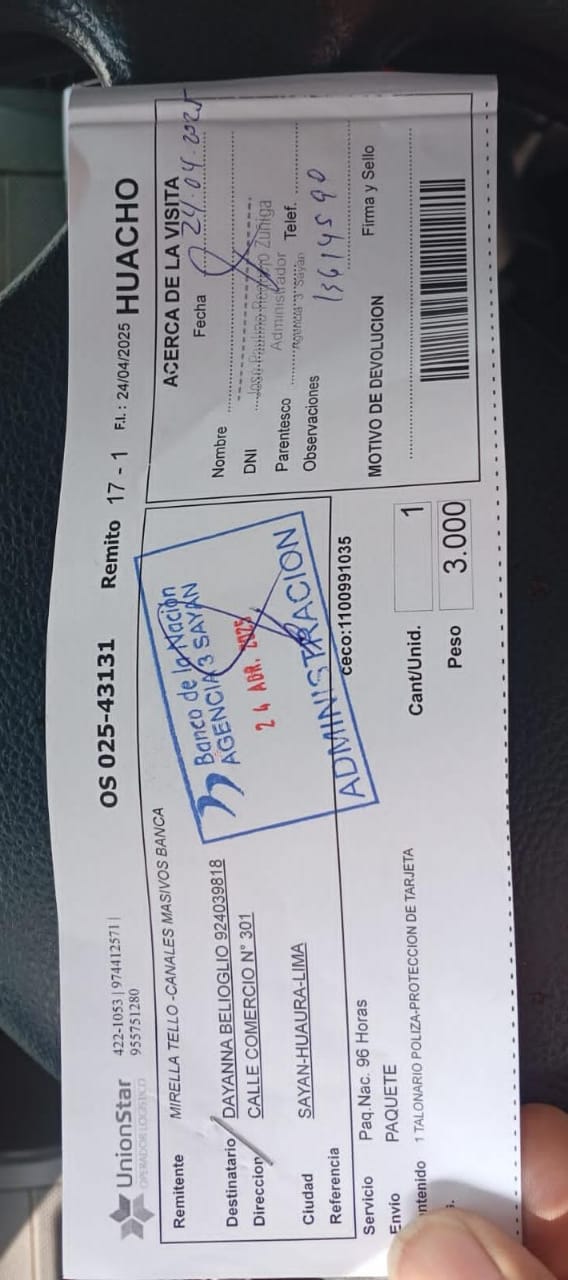 UnionStar
OPERADOR LOGISTICO
422-1053 | 974412571 |
955751280
OS 025-43131
Remito 17 - 1
F.I.: 24/04/2025
HUACHO
Remitente MIRELLA TELLO -CANALES MASIVOS BANCA
Destinatario DAYANNA BELIOGLIO 924039818
Direccion CALLE COMERCIO N° 301
Ciudad SAYAN-HUAURA-LIMA
Referencia
ceco:1100991035
Banco de la Nación
AGENCIA 3 SAYÁN
24 ABR. 2025
ADMINISTRACION
Servicio Paq.Nac. 96 Horas
Envio PAQUETE
ntenido 1 TALONARIO POLIZA-PROTECCION DE TARJETA
Cant/Unid. 1
Peso 3.000
ACERCA DE LA VISITA
Fecha 24.04.2025
Nombre
DNI
Zúñiga
Parentesco Administrador Telef.
Agencia 3 Sayán
Observaciones 15614590
Firma y Sello
MOTIVO DE DEVOLUCION